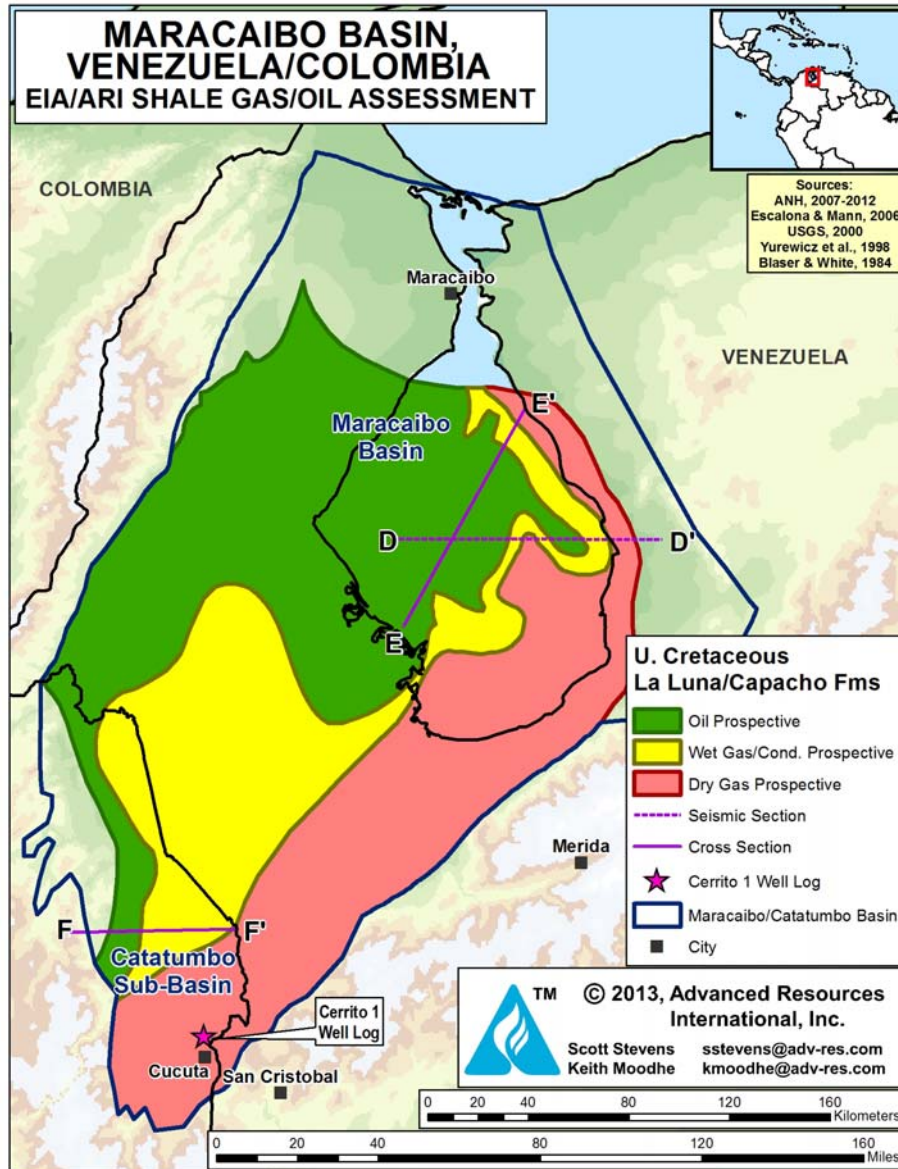 MARACAIBO BASIN,
VENEZUELA/COLOMBIA
EIA/ARI SHALE GAS/OIL ASSESSMENT
Sources:
ANH, 2007-2012
Escalona & Mann, 2006
USGS, 2000
Yurewicz et al., 1998
Blaser & White, 1984
COLOMBIA
Maracaibo
VENEZUELA
E'
Maracaibo
Basin
D
D'
E
U. Cretaceous
La Luna/Capacho Fms
Oil Prospective
Wet Gas/Cond. Prospective
Dry Gas Prospective
Seismic Section
Cross Section
Cerrito 1 Well Log
Maracaibo/Catatumbo Basin
City
Merida
F
F'
Catatumbo
Sub-Basin
Cerrito 1
Well Log
Cucuta
San Cristobal
TM
© 2013, Advanced Resources
International, Inc.
Scott Stevens sstevens@adv-res.com
Keith Moodhe kmoodhe@adv-res.com
0 20 40 80 120 160
Kilometers
0 20 40 80 120 160
Miles